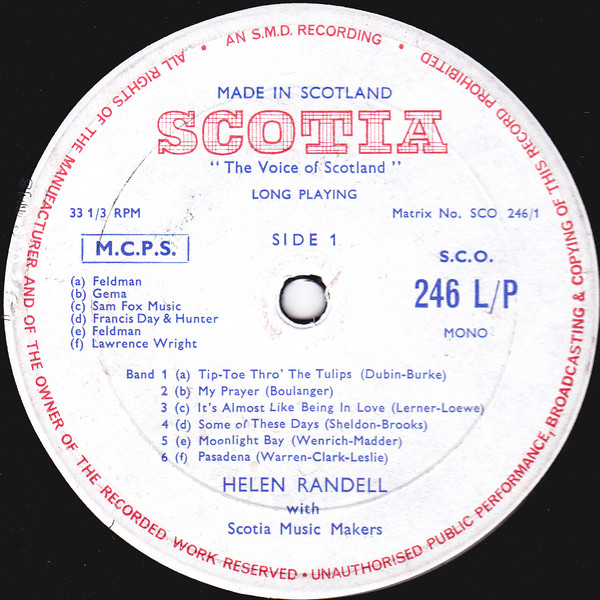 ALL RIGHTS OF THE MANUFACTURER AND OF THE OWNER OF THE RECORDED WORK RESERVED • UNAUTHORISED PUBLIC PERFORMANCE, BROADCASTING & COPYING OF THIS RECORD PROHIBITED •
• AN S.M.D. RECORDING
MADE IN SCOTLAND
SCOTIA
"The Voice of Scotland"
LONG PLAYING
33 1/3 RPM
Matrix No. SCO 246/1
SIDE 1
M.C.P.S.
S.C.O.
246 L/P
MONO
(a) Feldman
(b) Gema
(c) Sam Fox Music
(d) Francis Day & Hunter
(e) Feldman
(f) Lawrence Wright
Band 1 (a) Tip-Toe Thro' The Tulips (Dubin-Burke)
2 (b) My Prayer (Boulanger)
3 (c) It's Almost Like Being In Love (Lerner-Loewe)
4 (d) Some of These Days (Sheldon-Brooks)
5 (e) Moonlight Bay (Wenrich-Madder)
6 (f) Pasadena (Warren-Clark-Leslie)
HELEN RANDELL
with
Scotia Music Makers